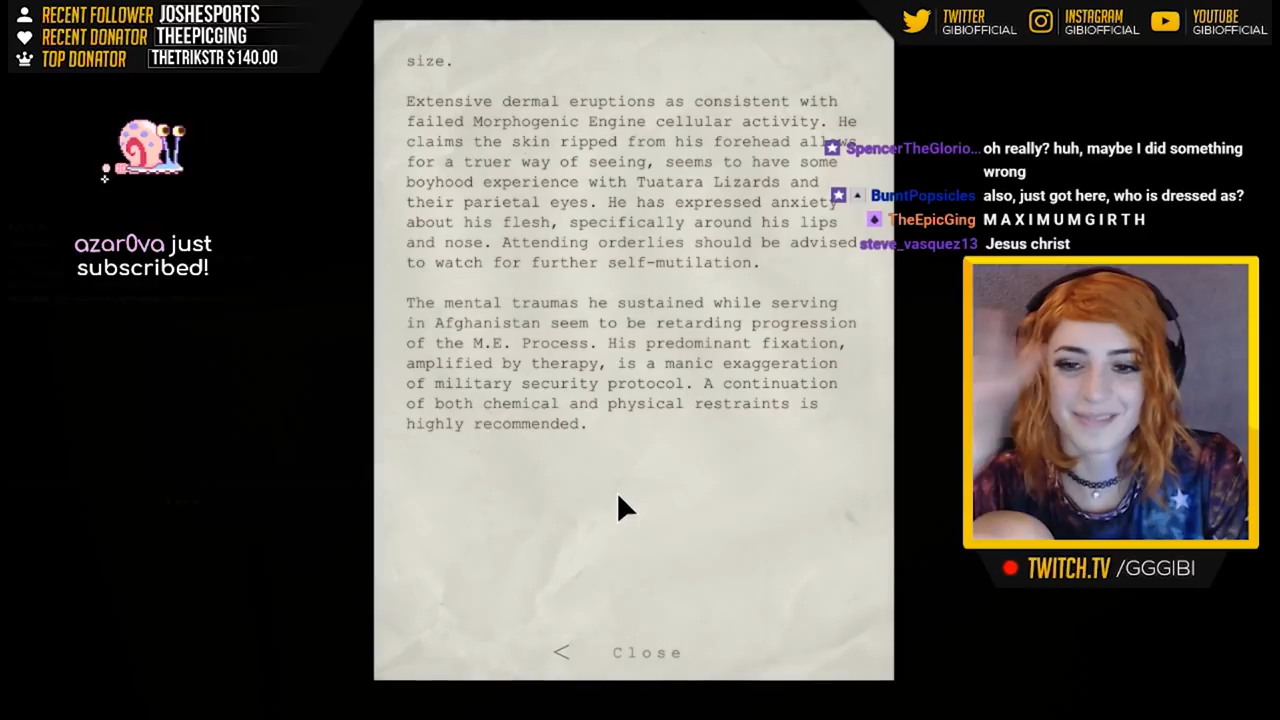 RECENT FOLLOWER JOSHESPORTS
RECENT DONATOR THEEPICGING
TOP DONATOR THETRIKSTR $140.00
TWITTER
GIBIOFFICIAL
INSTAGRAM
GIBIOFFICIAL
YOUTUBE
GIBIOFFICIAL
azar0va just
subscribed!
size.
Extensive dermal eruptions as consistent with
failed Morphogenic Engine cellular activity. He
claims the skin ripped from his forehead allows
for a truer way of seeing, seems to have some
boyhood experience with Tuatara Lizards and
their parietal eyes. He has expressed anxiety
about his flesh, specifically around his lips
and nose. Attending orderlies should be advised
to watch for further self-mutilation.
The mental traumas he sustained while serving
in Afghanistan seem to be retarding progression
of the M.E. Process. His predominant fixation,
amplified by therapy, is a manic exaggeration
of military security protocol. A continuation
of both chemical and physical restraints is
highly recommended.
< Close
SpencerTheGlorio... oh really? huh, maybe I did something
wrong
BurntPopsicles also, just got here, who is dressed as?
TheEpicGing M A X I M U M G I R T H
steve_vasquez13 Jesus christ
TWITCH.TV /GGGIBI